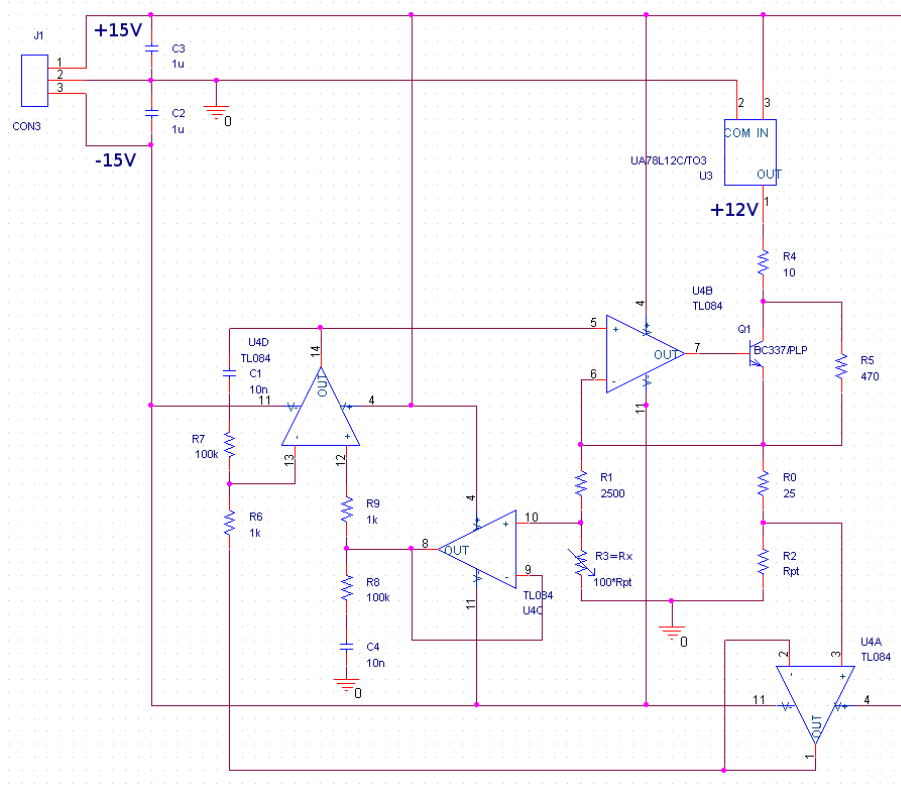 +15V
J1
C3
1u
1
2
3
0
C2
1u
CON3
-15V
2
3
COM IN
UA78L12C/TO3
U3
OUT
1
+12V
R4
10
U4B
TL084
4
5
+
V+
OUT
7
6
-
V-
11
Q1
BC337/PLP
R5
470
U4D
TL084
14
C1
10n
OUT
11
V-
V+
4
-
+
13
12
R7
100k
R6
1k
R9
1k
R8
100k
C4
10n
0
4
V+
8
OUT
+
10
-
9
V-
11
TL084
U4C
R1
2500
R0
25
R3=Rx
100*Rpt
R2
Rpt
0
U4A
TL084
2
3
-
+
11
V-
V+
4
OUT
1